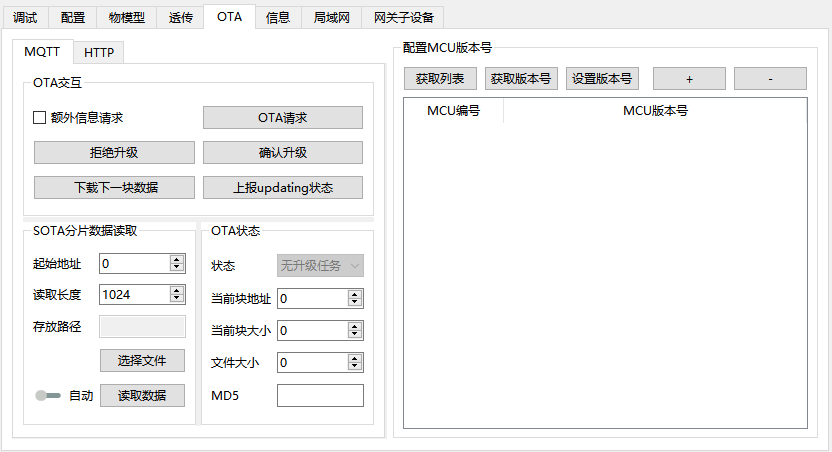 调试 配置 物模型 透传 OTA 信息 局域网 网关子设备
MQTT HTTP
OTA交互
额外信息请求 OTA请求
拒绝升级 确认升级
下载下一块数据 上报updating状态
SOTA分片数据读取
起始地址 0
读取长度 1024
存放路径
选择文件
自动 读取数据
OTA状态
状态 无升级任务
当前块地址 0
当前块大小 0
文件大小 0
MD5
配置MCU版本号
获取列表 获取版本号 设置版本号 + -
MCU编号 MCU版本号